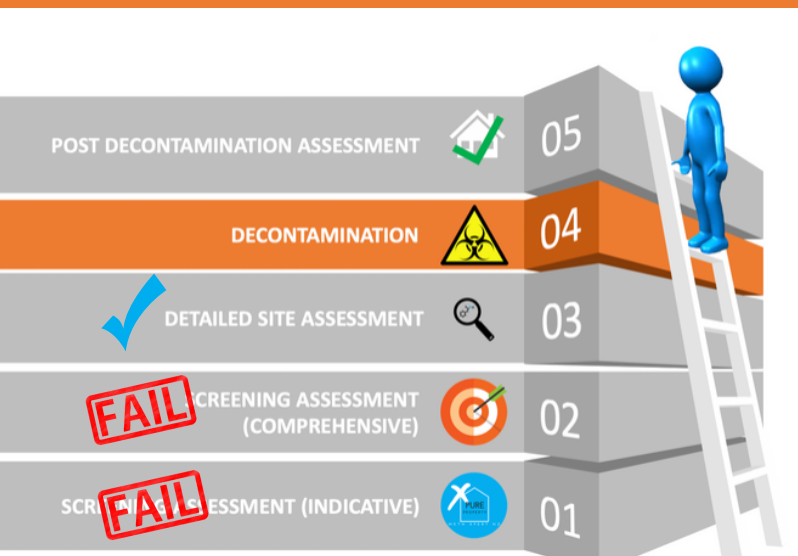 POST DECONTAMINATION ASSESSMENT
05
DECONTAMINATION
04
DETAILED SITE ASSESSMENT
03
FAIL
SCREENING ASSESSMENT
(COMPREHENSIVE)
02
FAIL
ASSESSMENT (INDICATIVE)
PURE
01